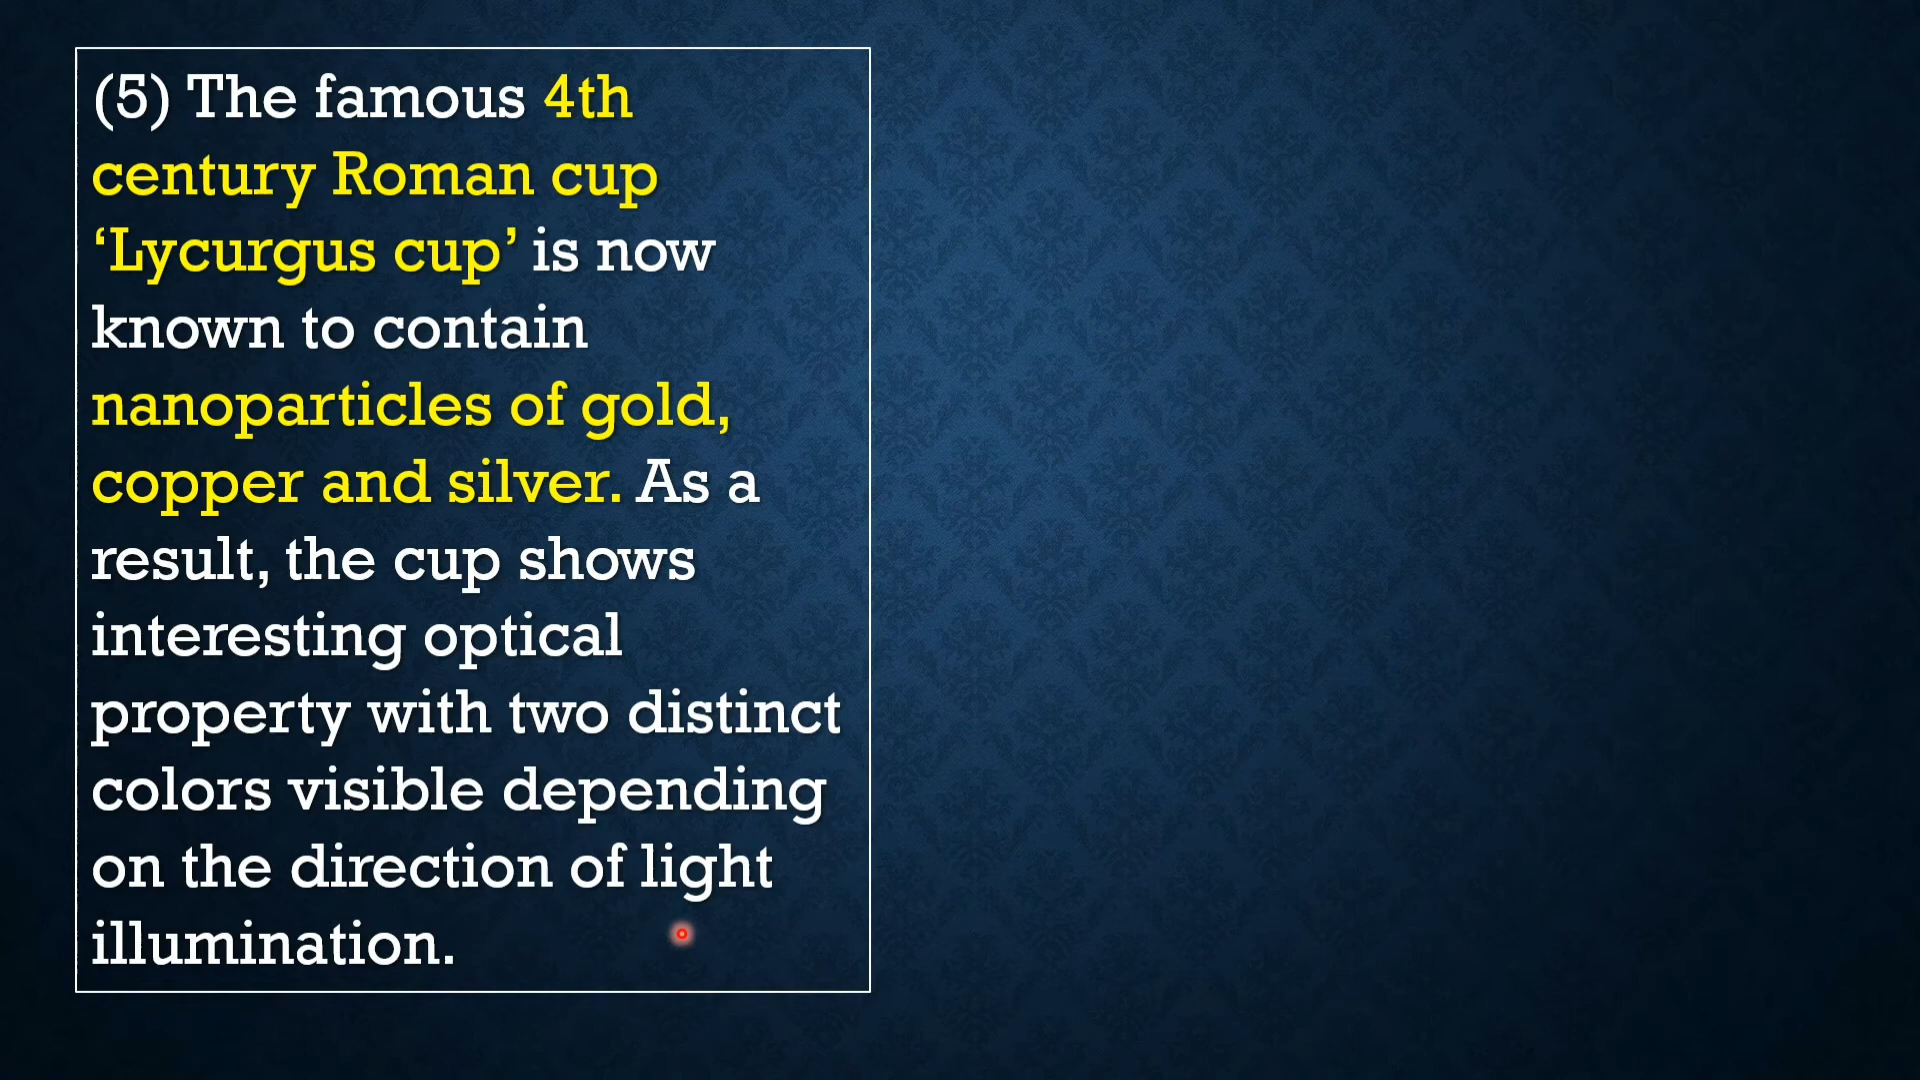 (5) The famous 4th
century Roman cup
‘Lycurgus cup’ is now
known to contain
nanoparticles of gold,
copper and silver. As a
result, the cup shows
interesting optical
property with two distinct
colors visible depending
on the direction of light
illumination.